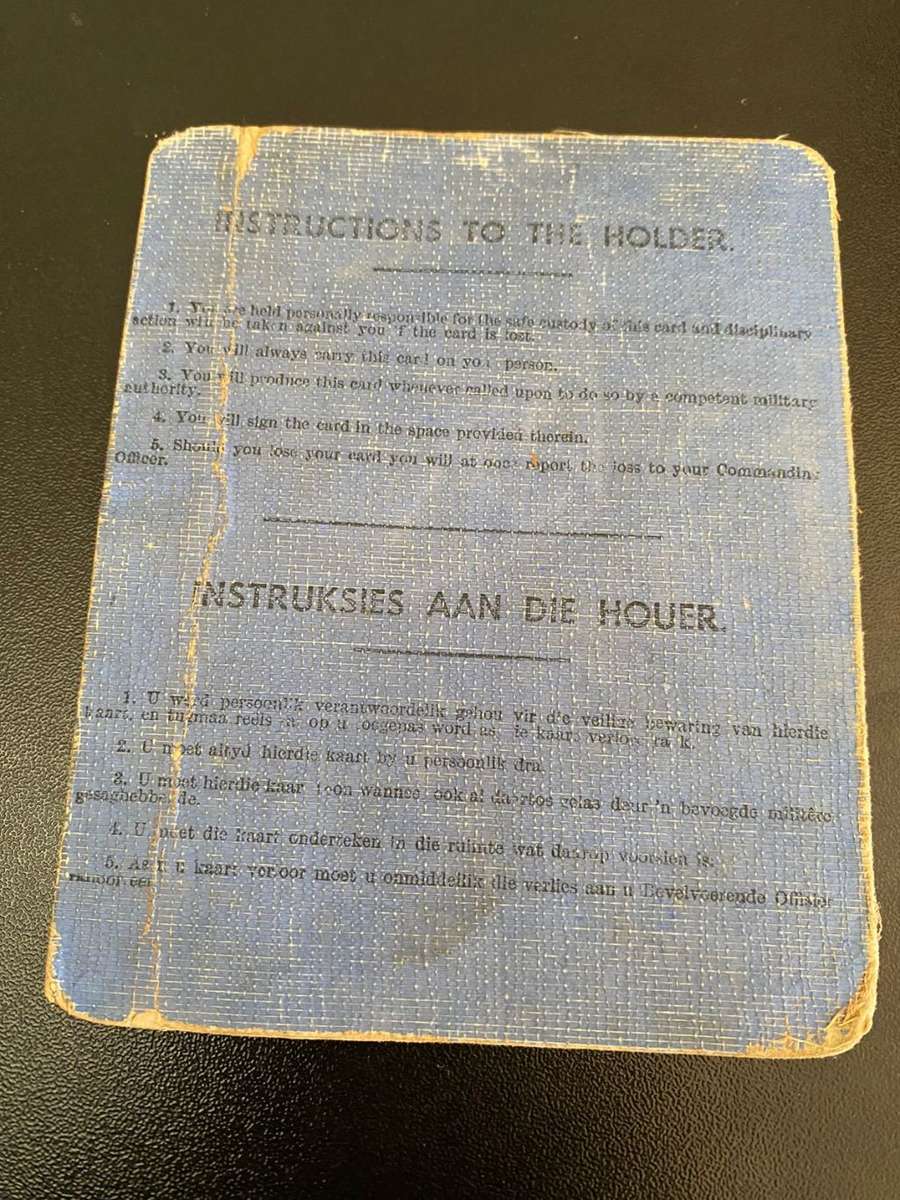 INSTRUCTIONS TO THE HOLDER.
1. You are held personally responsible for the safe custody of this card and disciplinary
action will be taken against you if the card is lost.
2. You will always carry this card on your person.
3. You will produce this card whenever called upon to do so by a competent military
authority.
4. You will sign the card in the space provided therein.
5. Should you lose your card you will at once report the loss to your Commanding
Officer.
INSTRUKSIES AAN DIE HOUER.
1. U word persoonlik verantwoordelik gehou vir die veilige bewaring van hierdie
kaart, en tugmaatreëls sal op u toegepas word as die kaart verlore raak.
2. U moet altyd hierdie kaart by u persoonlik dra.
3. U moet hierdie kaart toon wanneer ook al daartoe gelas deur 'n bevoegde militêre
gesaghebbende.
4. U moet die kaart onderteken in die ruimte wat daarop voorsien is.
5. As u u kaart verloor moet u onmiddellik die verlies aan u Bevelvoerende Offisier
rapporteer.